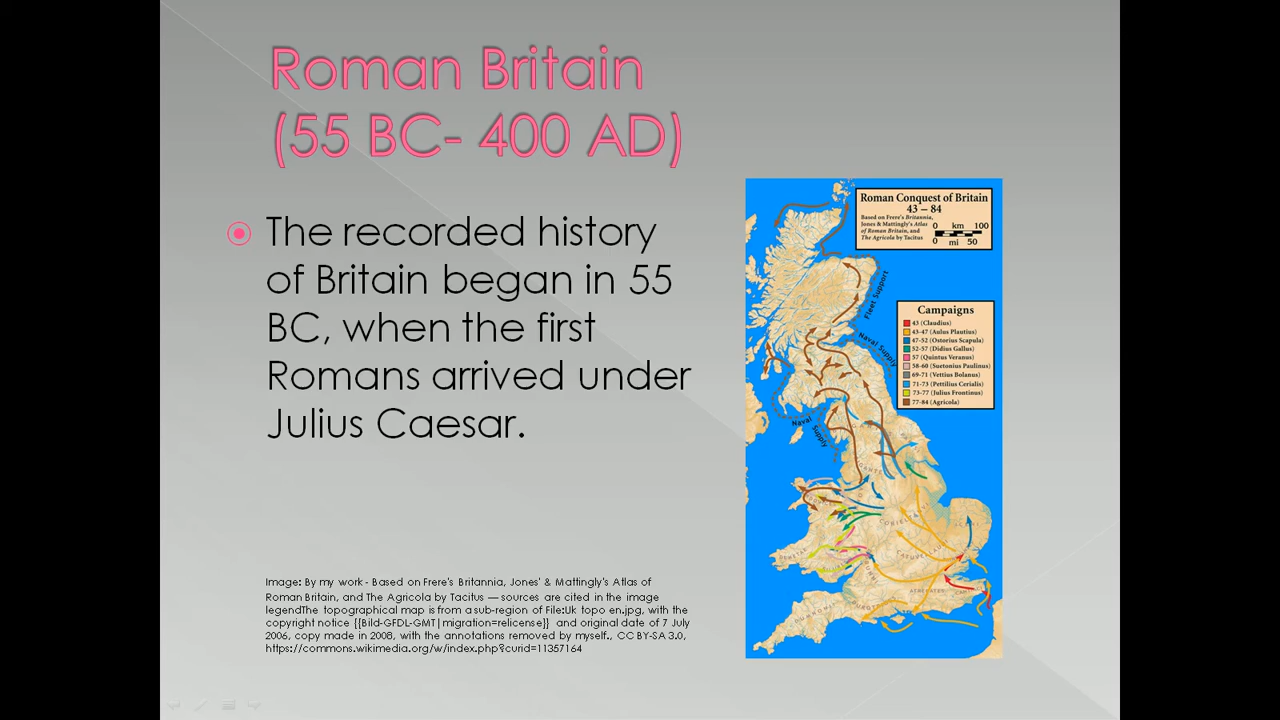 Roman Britain
(55 BC- 400 AD)
The recorded history
of Britain began in 55
BC, when the first
Romans arrived under
Julius Caesar.
Image: By my work - Based on Frere's Britannia, Jones' & Mattingly's Atlas of
Roman Britain, and The Agricola by Tacitus — sources are cited in the image
legendThe topographical map is from a sub-region of File:Uk topo en.jpg, with the
copyright notice {{Bild-GFDL-GMT|migration=relicense}} and original date of 7 July
2006, copy made in 2008, with the annotations removed by myself., CC BY-SA 3.0,
https://commons.wikimedia.org/w/index.php?curid=11357164
Roman Conquest of Britain
43 – 84
Based on Frere's Britannia,
Jones & Mattingly's Atlas
of Roman Britain, and
The Agricola by Tacitus
0 km 100
0 mi 50
Fleet Support
Naval Supply
Naval Supply
Campaigns
43 (Claudius)
43-47 (Aulus Plautius)
47-52 (Ostorius Scapula)
52-57 (Didius Gallus)
57 (Quintus Veranus)
58-60 (Suetonius Paulinus)
69-71 (Vettius Bolanus)
71-73 (Petillius Cerialis)
73-77 (Julius Frontinus)
77-84 (Agricola)